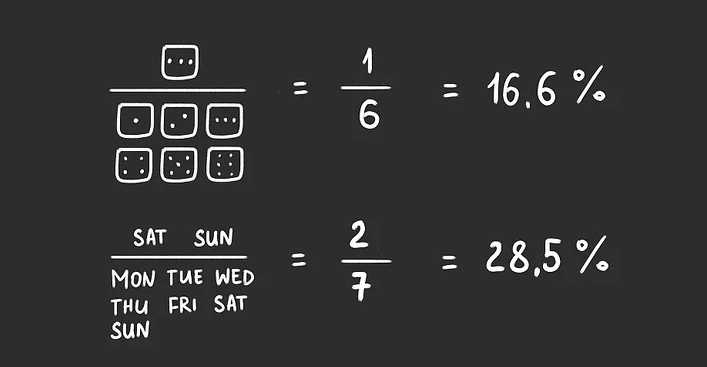 1
= — = 16.6 %
6
SAT SUN
2
= — = 28.5 %
MON TUE WED
7
THU FRI SAT
SUN